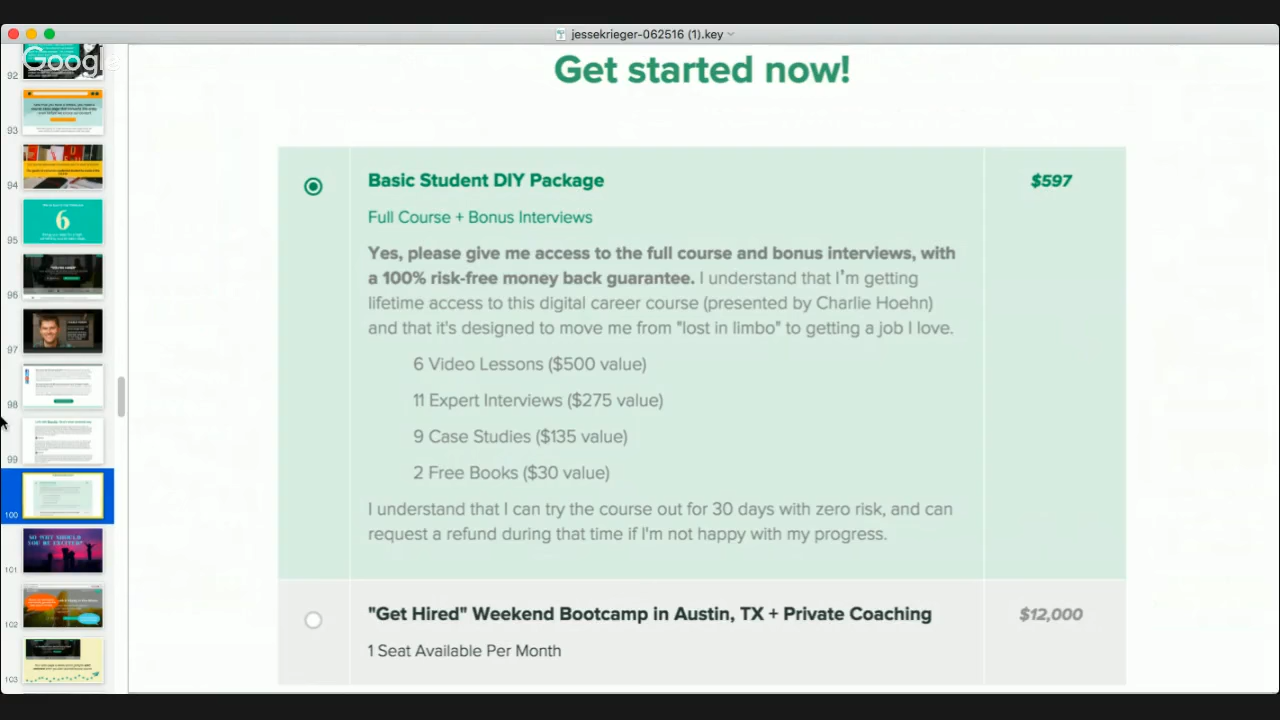 jessekrieger-062516 (1).key
Google
Get started now!
Basic Student DIY Package
$597
Full Course + Bonus Interviews
Yes, please give me access to the full course and bonus interviews, with
a 100% risk-free money back guarantee. I understand that I'm getting
lifetime access to this digital career course (presented by Charlie Hoehn)
and that it's designed to move me from "lost in limbo" to getting a job I love.
6 Video Lessons ($500 value)
11 Expert Interviews ($275 value)
9 Case Studies ($135 value)
2 Free Books ($30 value)
I understand that I can try the course out for 30 days with zero risk, and can
request a refund during that time if I'm not happy with my progress.
"Get Hired" Weekend Bootcamp in Austin, TX + Private Coaching
$12,000
1 Seat Available Per Month
92
93
94
95
6
96
97
98
99
100
101
SO WHY SHOULD
YOU BE EXCITED?
102
103